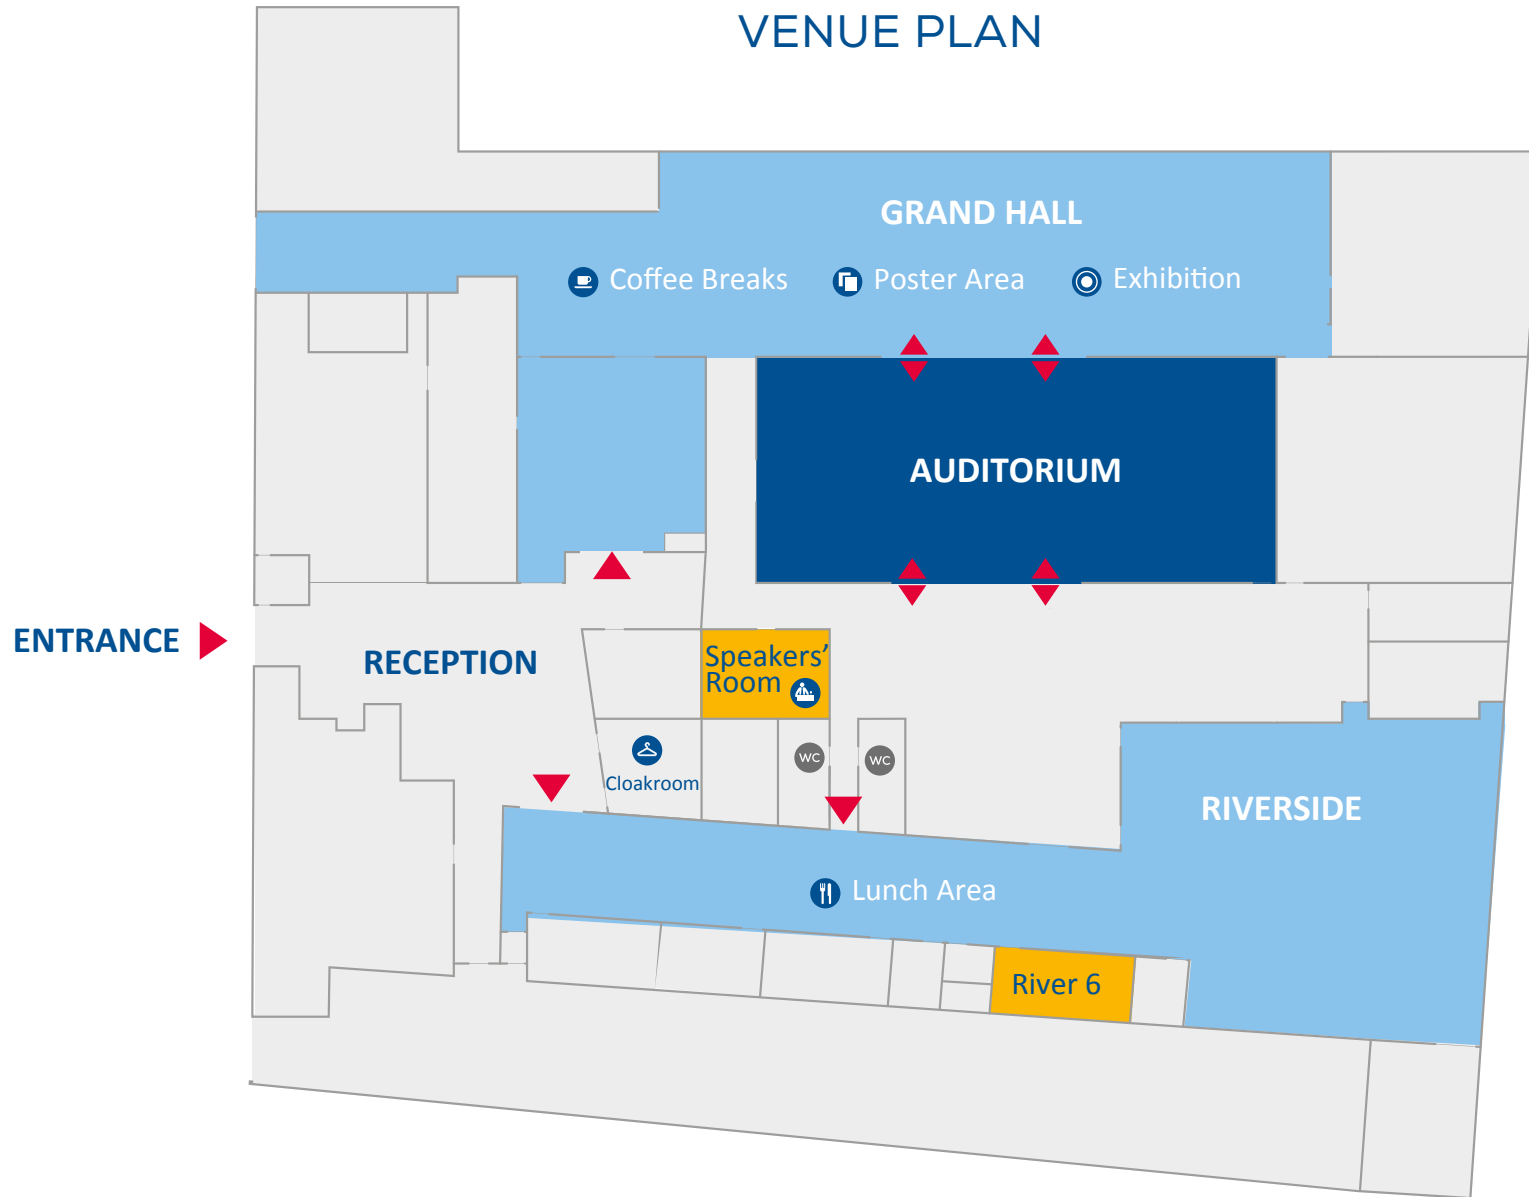 VENUE PLAN
GRAND HALL
Coffee Breaks
Poster Area
Exhibition
AUDITORIUM
ENTRANCE
RECEPTION
Speakers'
Room
WC
WC
Cloakroom
RIVERSIDE
Lunch Area
River 6